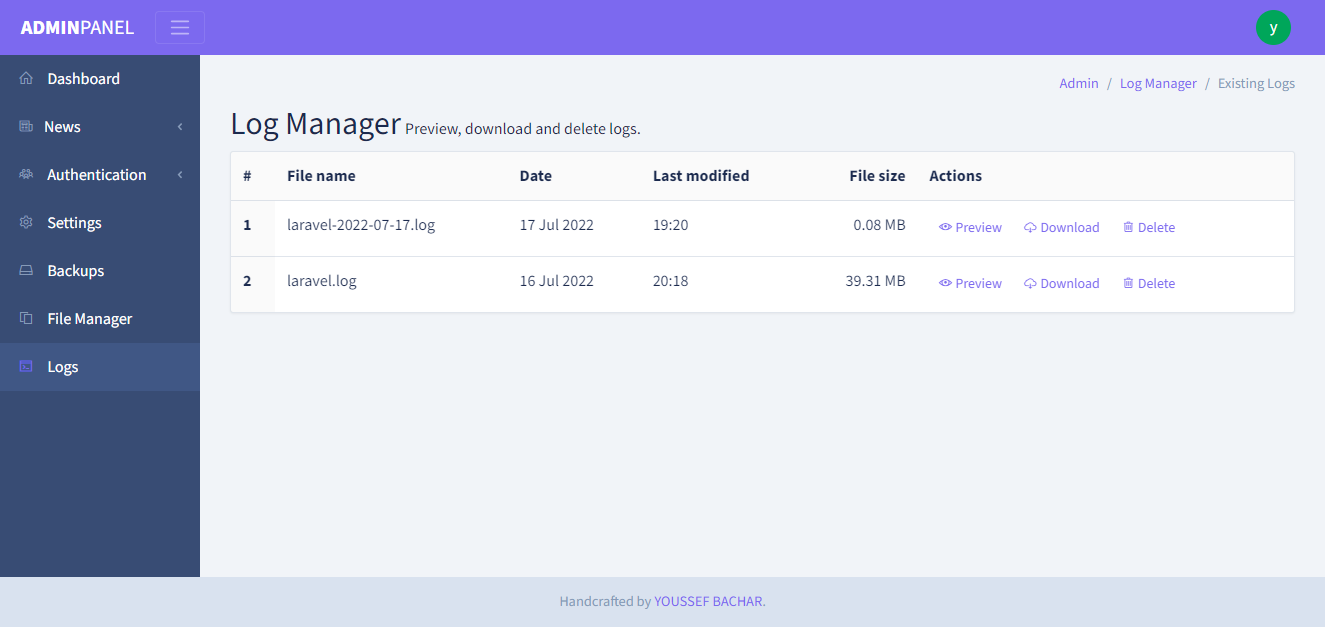 ADMINPANEL
y
Dashboard
News
Authentication
Settings
Backups
File Manager
Logs
Admin / Log Manager / Existing Logs
Log Manager Preview, download and delete logs.
# File name Date Last modified File size Actions
1 laravel-2022-07-17.log 17 Jul 2022 19:20 0.08 MB Preview Download Delete
2 laravel.log 16 Jul 2022 20:18 39.31 MB Preview Download Delete
Handcrafted by YOUSSEF BACHAR.